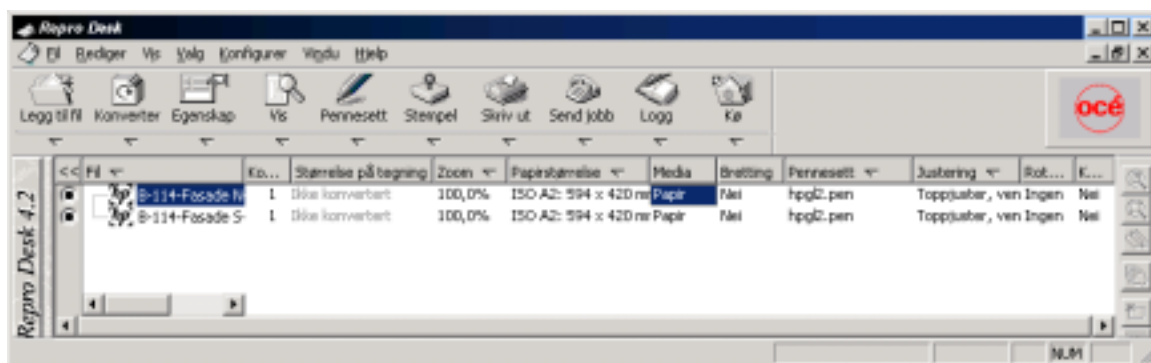 Repro Desk
Fil Rediger Vis Valg Konfigurer Vindu Hjelp
Legg til fil Konverter Egenskap Vis Pennesett Stempel Skriv ut Send jobb Logg Kø
océ
<< Fil Ko... Størrelse på tegning Zoom Papirstørrelse Media Bretting Pennesett Justering Rot... K...
B-114-Fasade N 1 Ikke konvertert 100,0% ISO A2: 594 x 420 mr Papir Nei hpgl2.pen Toppjuster, ven Ingen Nei
B-114-Fasade S- 1 Ikke konvertert 100,0% ISO A2: 594 x 420 mr Papir Nei hpgl2.pen Toppjuster, ven Ingen Nei
Repro Desk 4.2
NUM